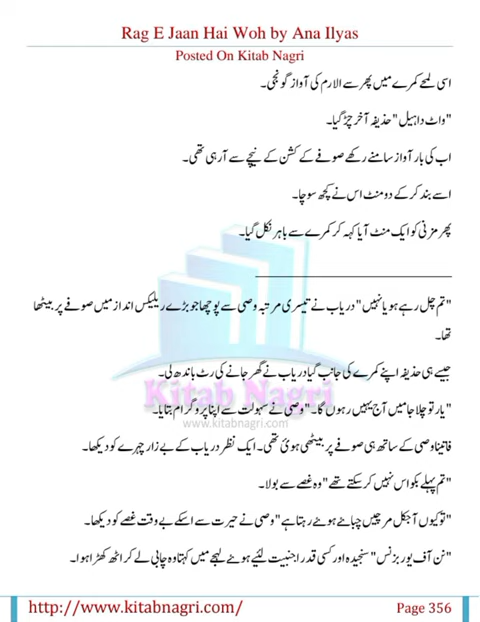 Rag E Jaan Hai Woh by Ana Ilyas
Posted On Kitab Nagri
اسی لمحے کمرے میں پھر سے الارم کی آواز گونجی۔
"واٹ داہیل" حذیفہ آخر چڑ گیا۔
اب کی بار آواز سامنے رکھے صوفے کے کشن کے نیچے سے آرہی تھی۔
اسے بند کرکے دو منٹ اس نے کچھ سوچا۔
پھر مزنی کو ایک منٹ آیا کہہ کر کمرے سے باہر نکل گیا۔
"تم چل رہے ہو یا نہیں" دریاب نے تیسری مرتبہ وصی سے پوچھا جو بڑے ریلیکس انداز میں صوفے پر بیٹھا
تھا۔
جیسے ہی حذیفہ اپنے کمرے کی جانب گیا دریاب نے گھر جانے کی رٹ باندھ لی۔
"یار تو چلا جا میں آج یہیں رہوں گا۔" وصی نے سہولت سے اپنا پروگرام بتایا۔
فاتینا وصی کے ساتھ ہی صوفے پر بیٹھی ہوئ تھی۔ ایک نظر دریاب کے بے زار چہرے کو دیکھا۔
"تم پہلے بکواس نہیں کر سکتے تھے" وہ غصے سے بولا۔
"تو کیوں آجکل مرچیں چباۓ ہوۓ رہتا ہے" وصی نے حیرت سے اسکے بے وقت غصے کو دیکھا۔
"نن آف یور بزنس" سنجیدہ اور کسی قدر اجنبیت لئیے ہوۓ لہجے میں کہتا وہ چابی لے کر اٹھ کھڑا ہوا۔
Kitab Nagri
www.kitabnagri.com
http://www.kitabnagri.com/ Page 356